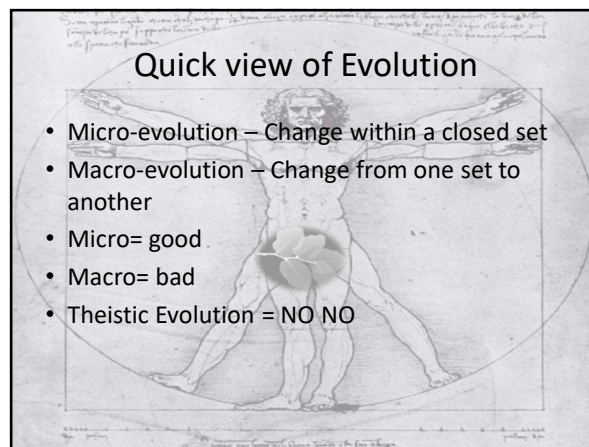 Quick view of Evolution
• Micro-evolution – Change within a closed set
• Macro-evolution – Change from one set to
another
• Micro= good
• Macro= bad
• Theistic Evolution = NO NO